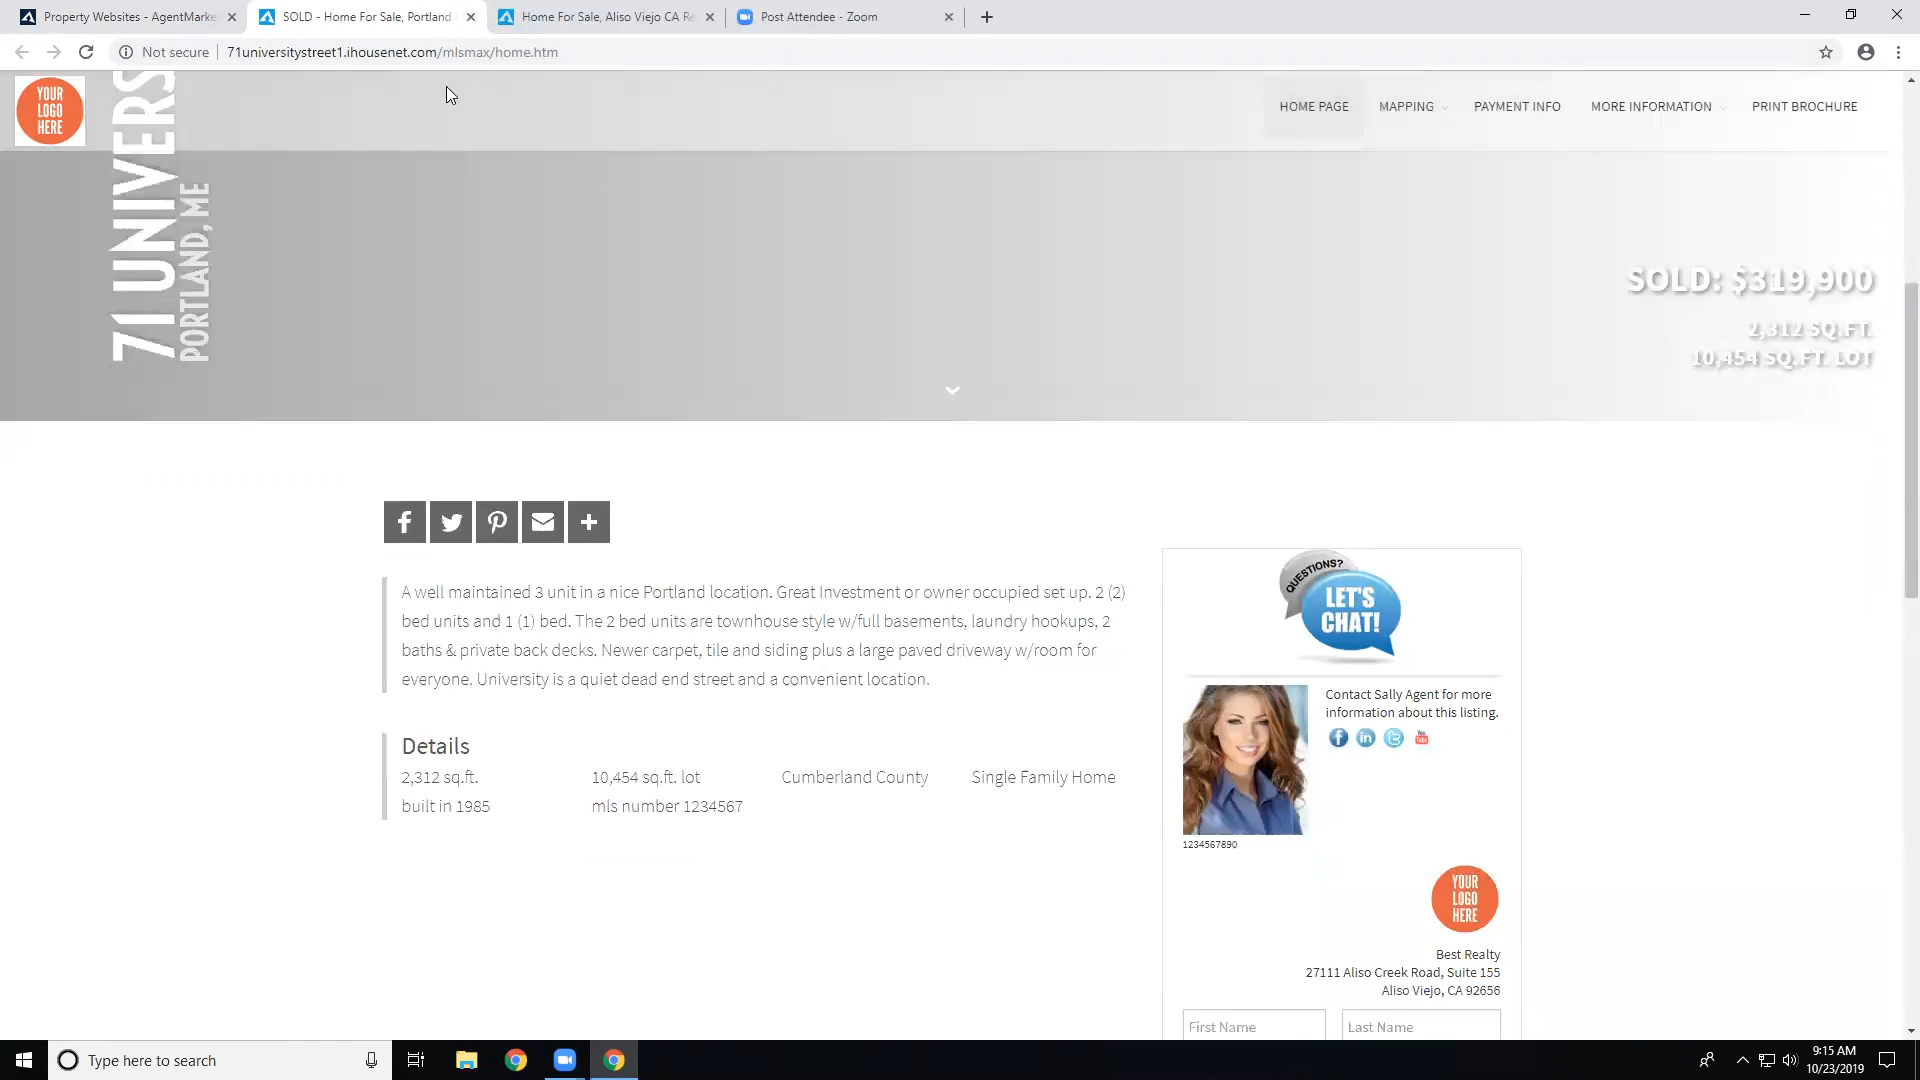 Property Websites - AgentMarke
SOLD - Home For Sale, Portland
Home For Sale, Aliso Viejo CA Re
Post Attendee - Zoom
Not secure
71universitystreet1.ihousenet.com/mlsmax/home.htm
YOUR
LOGO
HERE
HOME PAGE
MAPPING
PAYMENT INFO
MORE INFORMATION
PRINT BROCHURE
71 UNIVERS
PORTLAND, ME
SOLD: $319,900
2,312 SQ.FT.
10,454 SQ.FT. LOT
A well maintained 3 unit in a nice Portland location. Great Investment or owner occupied set up. 2 (2)
bed units and 1 (1) bed. The 2 bed units are townhouse style w/full basements, laundry hookups, 2
baths & private back decks. Newer carpet, tile and siding plus a large paved driveway w/room for
everyone. University is a quiet dead end street and a convenient location.
Details
2,312 sq.ft.
10,454 sq.ft. lot
Cumberland County
Single Family Home
built in 1985
mls number 1234567
QUESTIONS?
LET'S
CHAT!
Contact Sally Agent for more
information about this listing.
You
Tube
1234567890
YOUR
LOGO
HERE
Best Realty
27111 Aliso Creek Road, Suite 155
Aliso Viejo, CA 92656
First Name
Last Name
Type here to search
9:15 AM
10/23/2019